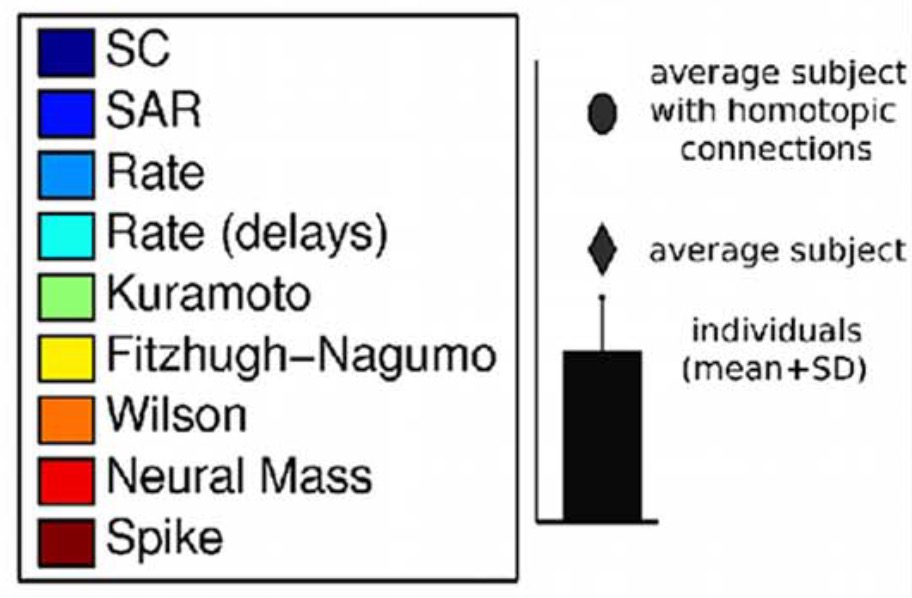 SC
SAR
Rate
Rate (delays)
Kuramoto
Fitzhugh–Nagumo
Wilson
Neural Mass
Spike
average subject
with homotopic
connections
average subject
individuals
(mean+SD)